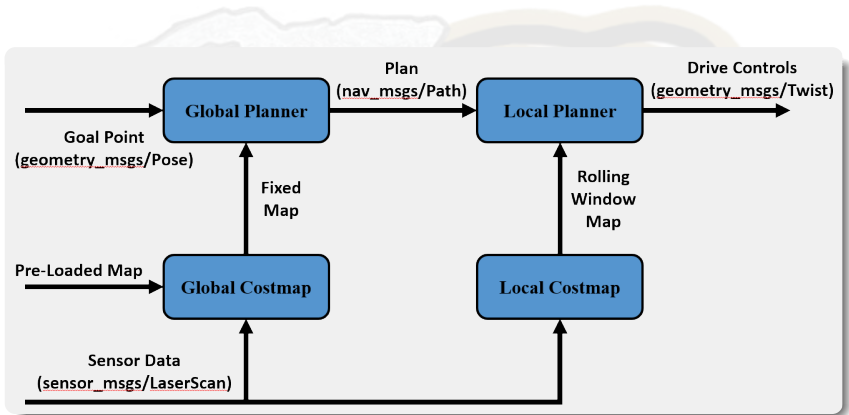 Plan
(nav_msgs/Path)
Drive Controls
(geometry_msgs/Twist)
Global Planner
Local Planner
Goal Point
(geometry_msgs/Pose)
Fixed
Map
Rolling
Window
Map
Pre-Loaded Map
Global Costmap
Local Costmap
Sensor Data
(sensor_msgs/LaserScan)